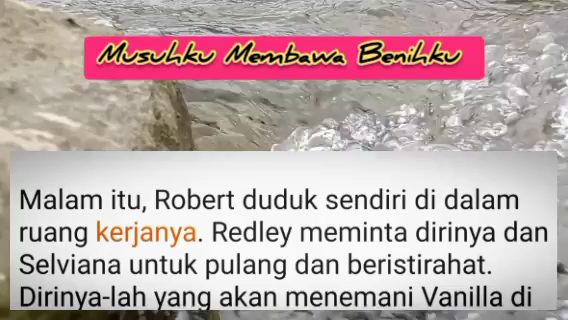 Musuhku Membawa Benihku
Malam itu, Robert duduk sendiri di dalam
ruang kerjanya. Redley meminta dirinya dan
Selviana untuk pulang dan beristirahat.
Dirinya-lah yang akan menemani Vanilla di